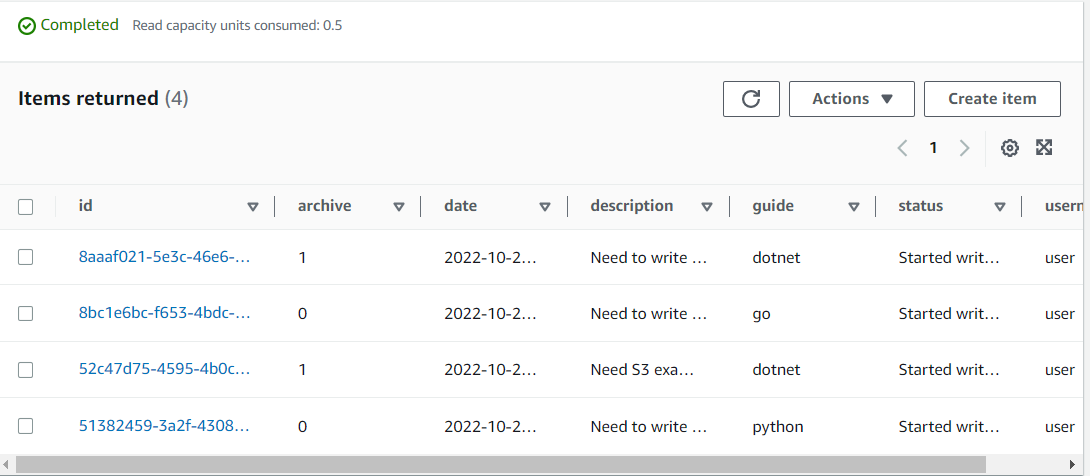 Completed Read capacity units consumed: 0.5
Items returned (4)
Actions Create item
1
id archive date description guide status usern
8aaaf021-5e3c-46e6-... 1 2022-10-2... Need to write ... dotnet Started writ... user
8bc1e6bc-f653-4bdc-... 0 2022-10-2... Need to write ... go Started writ... user
52c47d75-4595-4b0c... 1 2022-10-2... Need S3 exa... dotnet Started writ... user
51382459-3a2f-4308... 0 2022-10-2... Need to write ... python Started writ... user